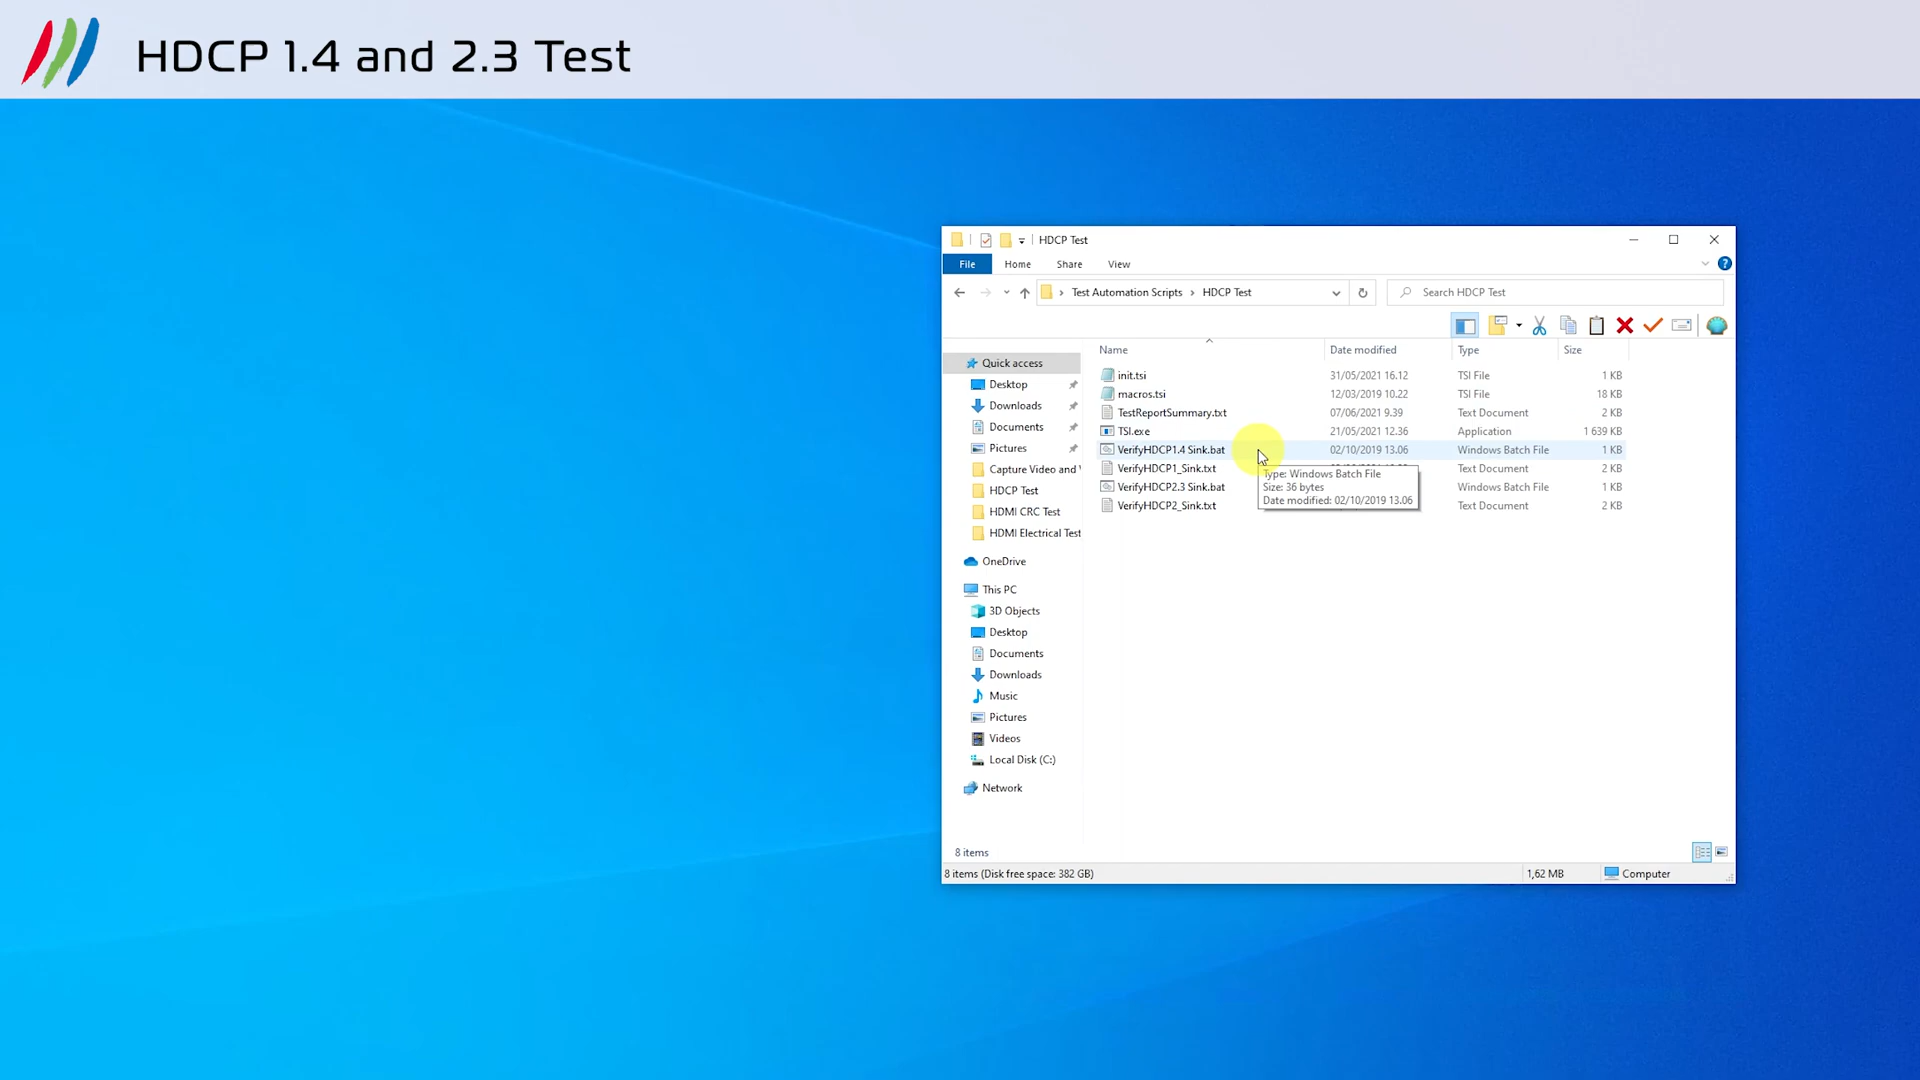 HDCP 1.4 and 2.3 Test
HDCP Test
File Home Share View
Test Automation Scripts HDCP Test Search HDCP Test
Name Date modified Type Size
Quick access
Desktop
Downloads
Documents
Pictures
Capture Video and
HDCP Test
HDMI CRC Test
HDMI Electrical Test
OneDrive
This PC
3D Objects
Desktop
Documents
Downloads
Music
Pictures
Videos
Local Disk (C:)
Network
init.tsi 31/05/2021 16.12 TSI File 1 KB
macros.tsi 12/03/2019 10.22 TSI File 18 KB
TestReportSummary.txt 07/06/2021 9.39 Text Document 2 KB
TSI.exe 21/05/2021 12.36 Application 1 639 KB
VerifyHDCP1.4 Sink.bat 02/10/2019 13.06 Windows Batch File 1 KB
VerifyHDCP1_Sink.txt Text Document 2 KB
VerifyHDCP2.3 Sink.bat Windows Batch File 1 KB
VerifyHDCP2_Sink.txt Text Document 2 KB
Type: Windows Batch File
Size: 36 bytes
Date modified: 02/10/2019 13.06
8 items
8 items (Disk free space: 382 GB) 1,62 MB Computer